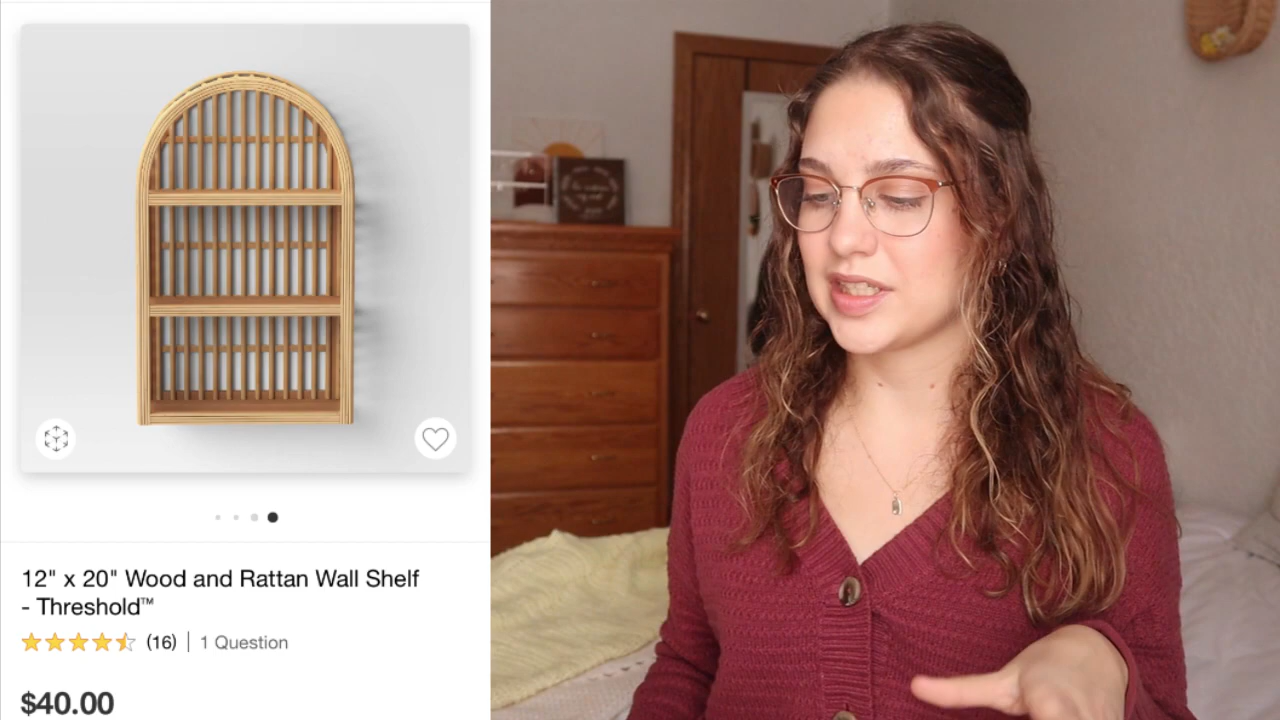 12" x 20" Wood and Rattan Wall Shelf
- Threshold™
(16) | 1 Question
$40.00